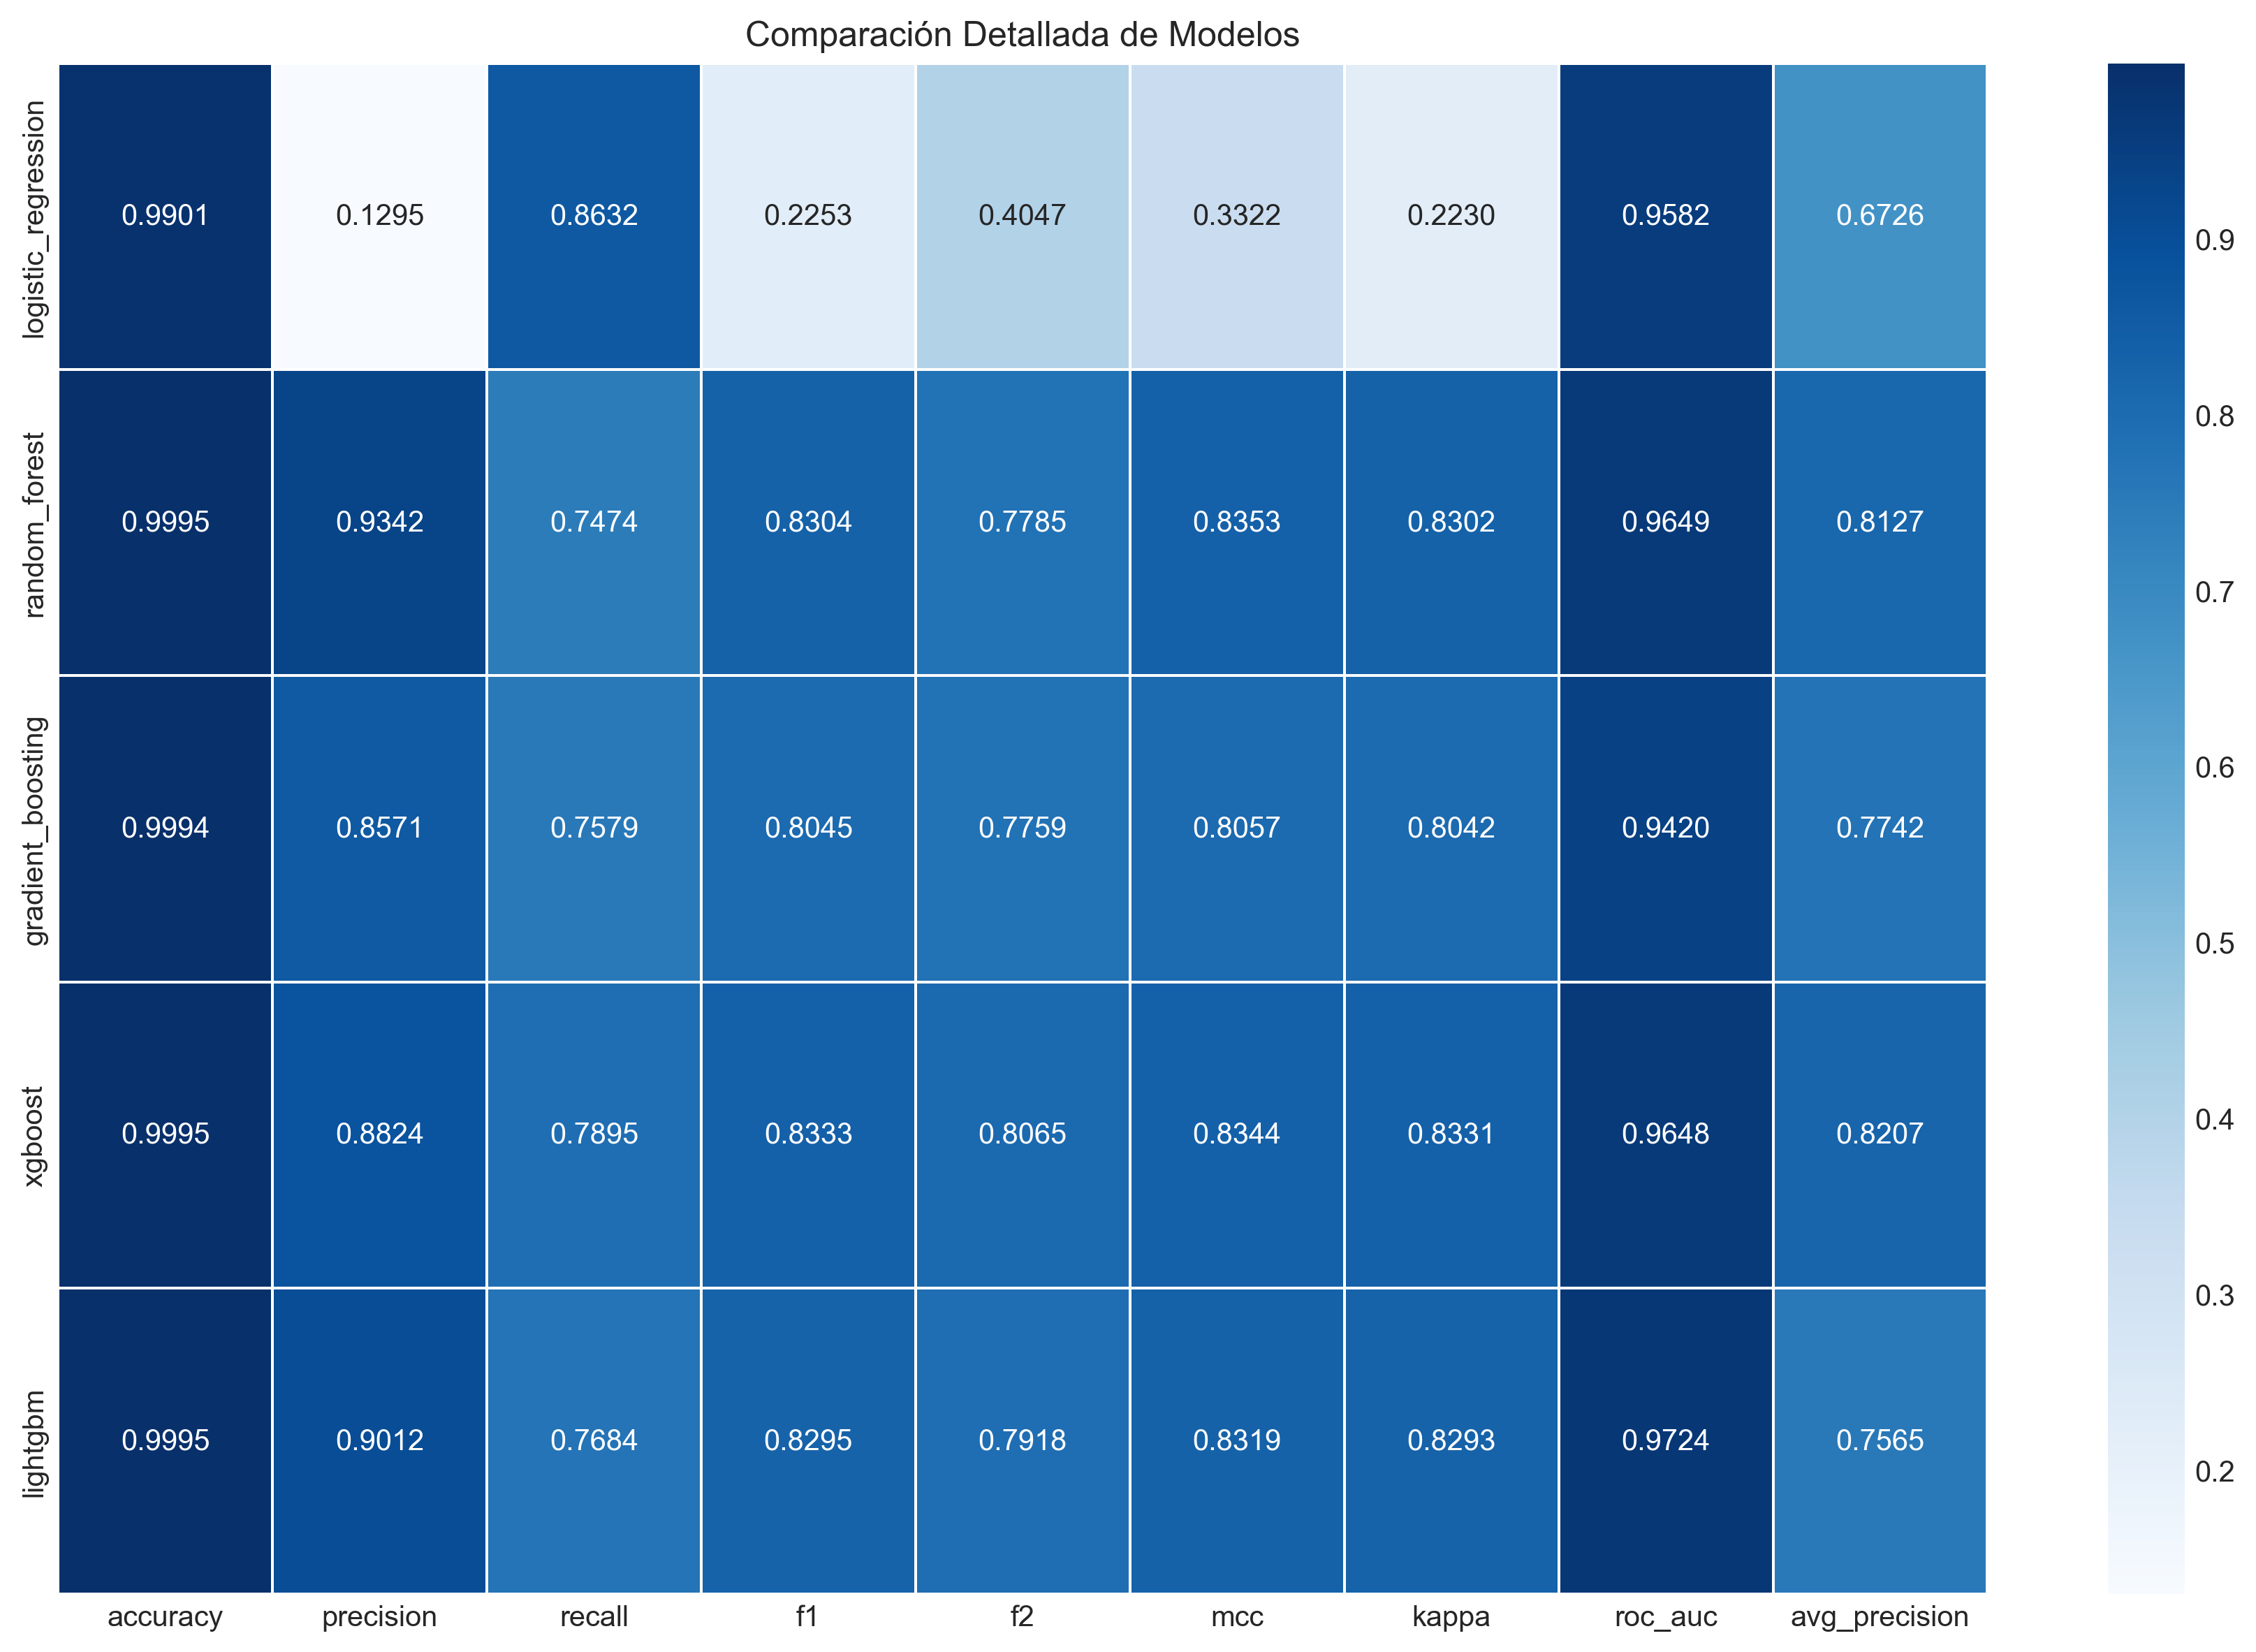 Comparación Detallada de Modelos
logistic_regression
0.9901 0.1295 0.8632 0.2253 0.4047 0.3322 0.2230 0.9582 0.6726
random_forest
0.9995 0.9342 0.7474 0.8304 0.7785 0.8353 0.8302 0.9649 0.8127
gradient_boosting
0.9994 0.8571 0.7579 0.8045 0.7759 0.8057 0.8042 0.9420 0.7742
xgboost
0.9995 0.8824 0.7895 0.8333 0.8065 0.8344 0.8331 0.9648 0.8207
lightgbm
0.9995 0.9012 0.7684 0.8295 0.7918 0.8319 0.8293 0.9724 0.7565
accuracy precision recall f1 f2 mcc kappa roc_auc avg_precision
0.9
0.8
0.7
0.6
0.5
0.4
0.3
0.2